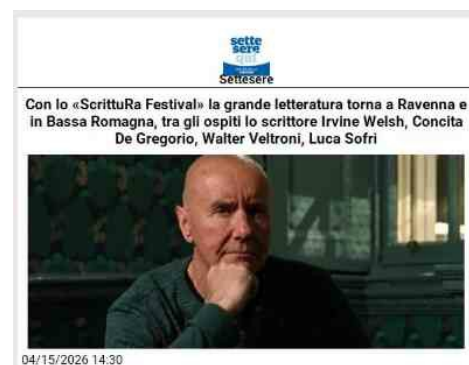 sette
sere
qui
Settesere
Con lo «ScrittuRa Festival» la grande letteratura torna a Ravenna e
in Bassa Romagna, tra gli ospiti lo scrittore Irvine Welsh, Concita
De Gregorio, Walter Veltroni, Luca Sofri
04/15/2026 14:30